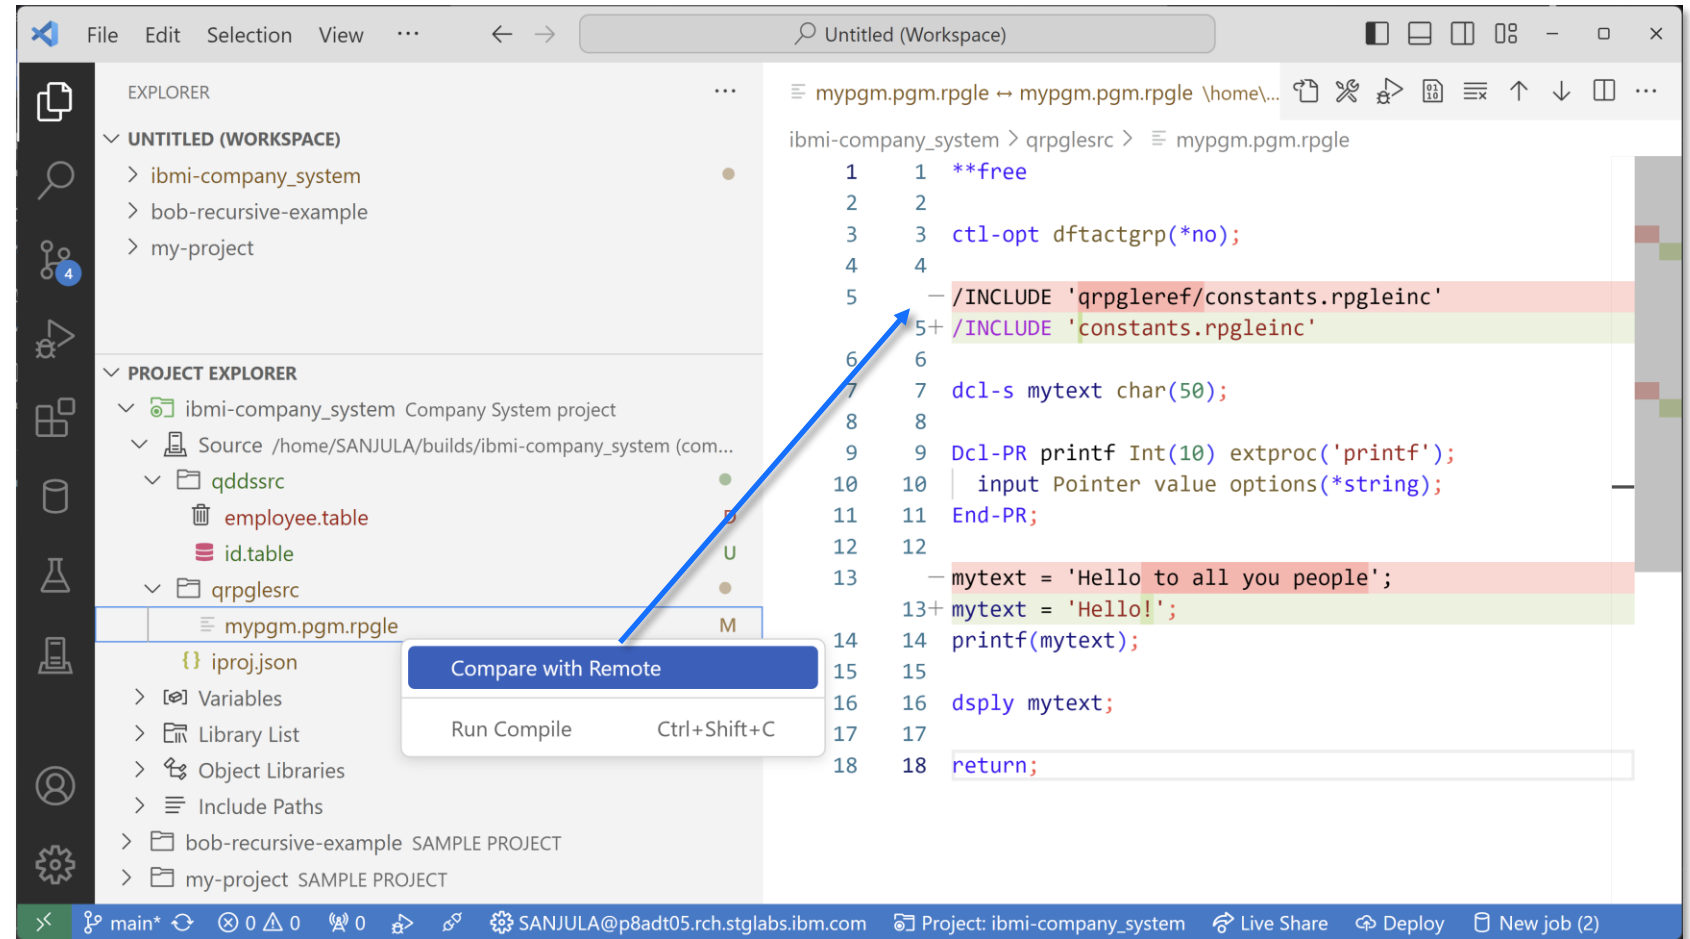 File Edit Selection View ··· Untitled (Workspace)
EXPLORER ···
UNTITLED (WORKSPACE)
ibmi-company_system
bob-recursive-example
my-project
4
PROJECT EXPLORER
ibmi-company_system Company System project
Source /home/SANJULA/builds/ibmi-company_system (com...
qddssrc
employee.table D
id.table U
qrpglesrc
mypgm.pgm.rpgle M
iproj.json
Variables
Library List
Object Libraries
Include Paths
bob-recursive-example SAMPLE PROJECT
my-project SAMPLE PROJECT
Compare with Remote
Run Compile Ctrl+Shift+C
mypgm.pgm.rpgle ↔ mypgm.pgm.rpgle \home\... ···
ibmi-company_system > qrpglesrc > mypgm.pgm.rpgle
1 1 **free
2 2
3 3 ctl-opt dftactgrp(*no);
4 4
5 — /INCLUDE 'qrpgleref/constants.rpgleinc'
5+ /INCLUDE 'constants.rpgleinc'
6 6
7 7 dcl-s mytext char(50);
8 8
9 9 Dcl-PR printf Int(10) extproc('printf');
10 10 input Pointer value options(*string);
11 11 End-PR;
12 12
13 — mytext = 'Hello to all you people';
13+ mytext = 'Hello!';
14 14 printf(mytext);
15 15
16 16 dsply mytext;
17 17
18 18 return;
main* 0 0 0 SANJULA@p8adt05.rch.stglabs.ibm.com Project: ibmi-company_system Live Share Deploy New job (2)